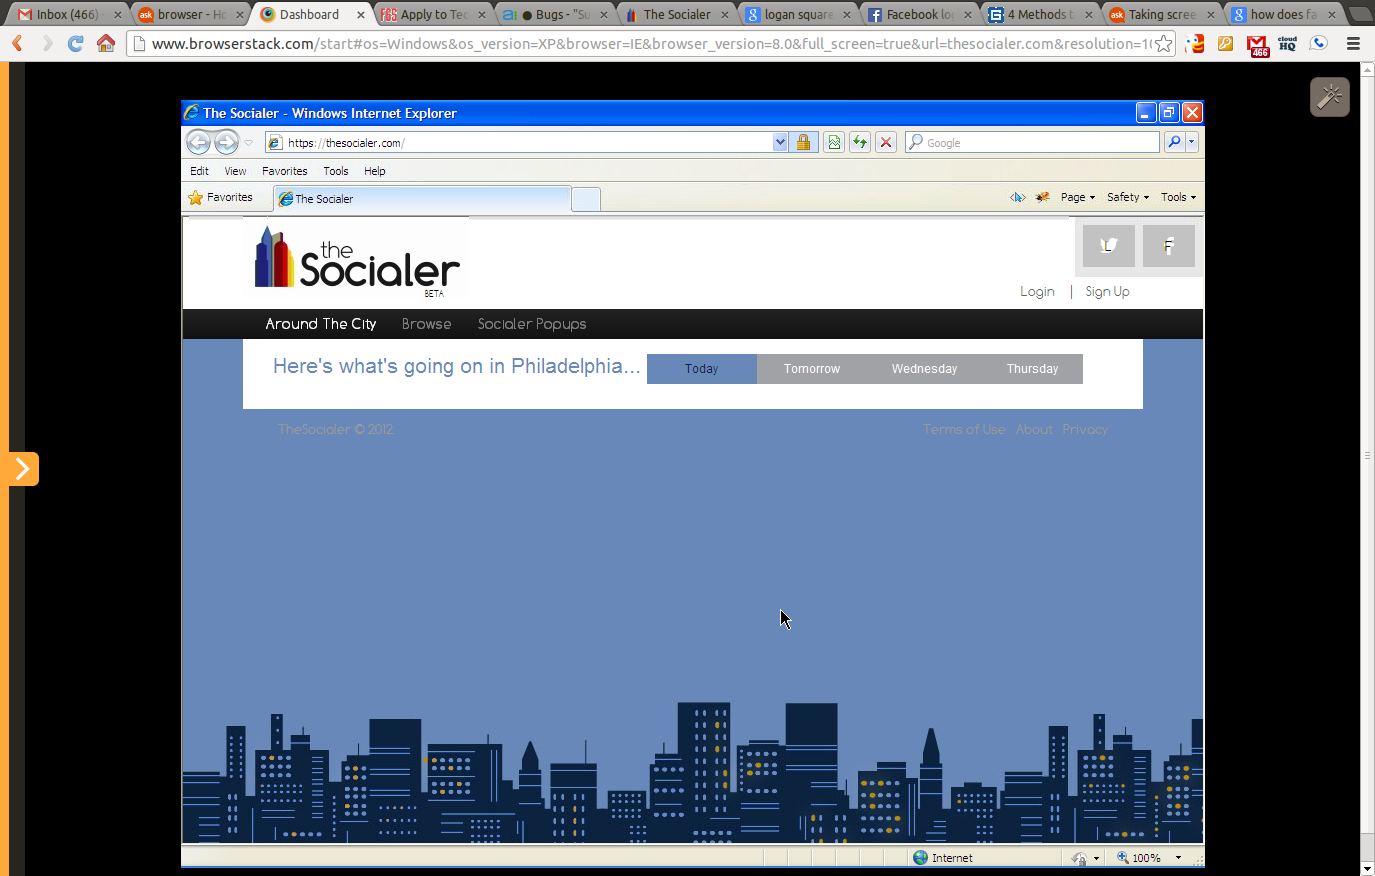 Inbox (466)
browser - Ho
Dashboard
Apply to Tec
Bugs - "Su
The Socialer
logan square
Facebook lo
4 Methods t
Taking scree
how does fa
www.browserstack.com/start#os=Windows&os_version=XP&browser=IE&browser_version=8.0&full_screen=true&url=thesocialer.com&resolution=1
466
cloud
HQ
The Socialer - Windows Internet Explorer
https://thesocialer.com/
Google
Edit View Favorites Tools Help
Favorites
The Socialer
Page Safety Tools
the
Socialer
BETA
L F
Login | Sign Up
Around The City Browse Socialer Popups
Here's what's going on in Philadelphia...
Today Tomorrow Wednesday Thursday
TheSocialer © 2012
Terms of Use About Privacy
Internet
100%